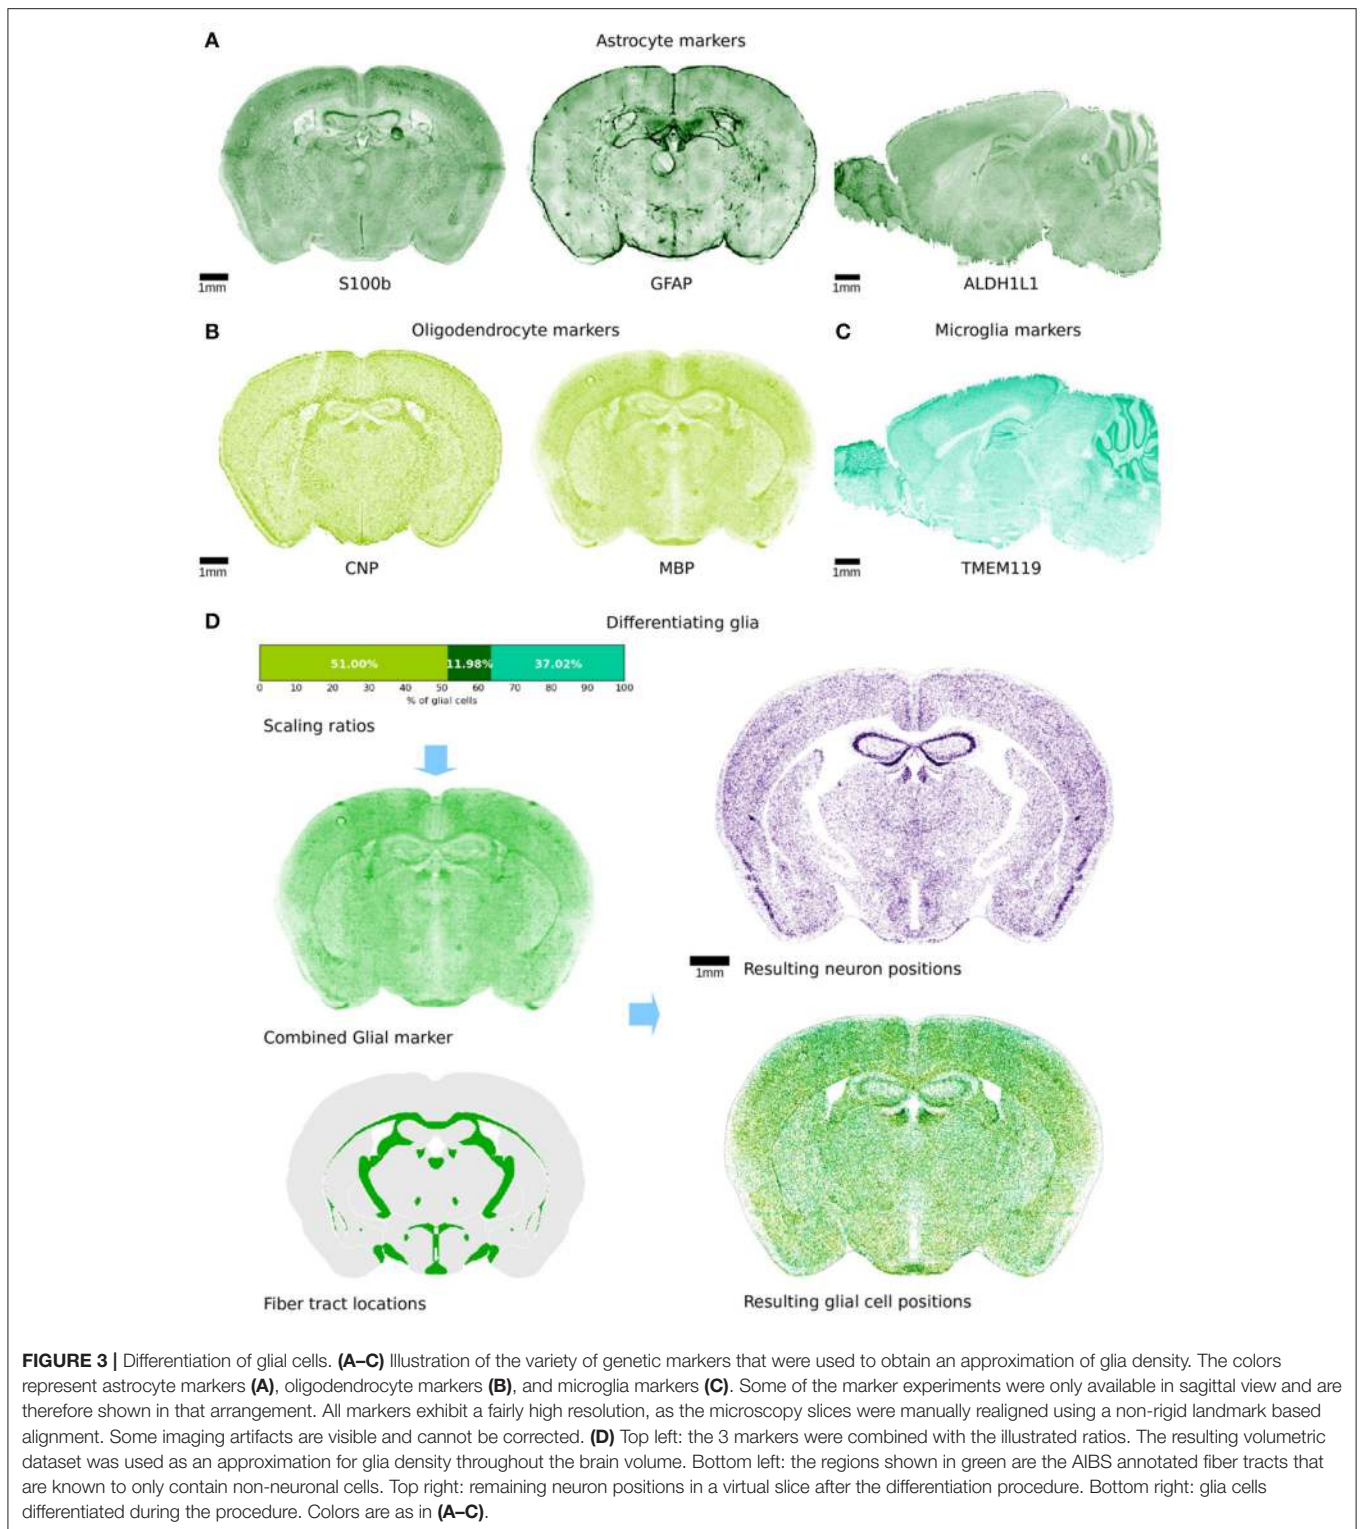 A
Astrocyte markers
1mm
S100b
GFAP
1mm
ALDH1L1
B
Oligodendrocyte markers
C
Microglia markers
1mm
CNP
MBP
1mm
TMEM119
D
Differentiating glia
51.00% 11.98% 37.02%
0 10 20 30 40 50 60 70 80 90 100
% of glial cells
Scaling ratios
1mm
Resulting neuron positions
Combined Glial marker
Fiber tract locations
Resulting glial cell positions
FIGURE 3 | Differentiation of glial cells. (A–C) Illustration of the variety of genetic markers that were used to obtain an approximation of glia density. The colors
represent astrocyte markers (A), oligodendrocyte markers (B), and microglia markers (C). Some of the marker experiments were only available in sagittal view and are
therefore shown in that arrangement. All markers exhibit a fairly high resolution, as the microscopy slices were manually realigned using a non-rigid landmark based
alignment. Some imaging artifacts are visible and cannot be corrected. (D) Top left: the 3 markers were combined with the illustrated ratios. The resulting volumetric
dataset was used as an approximation for glia density throughout the brain volume. Bottom left: the regions shown in green are the AIBS annotated fiber tracts that
are known to only contain non-neuronal cells. Top right: remaining neuron positions in a virtual slice after the differentiation procedure. Bottom right: glia cells
differentiated during the procedure. Colors are as in (A–C).